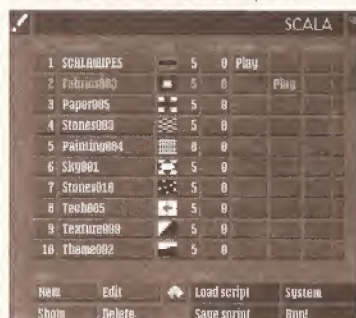 SCALA
1 SCALAWIPES 5 0 Play
2 Fabrics003 5 0 Play
3 Paper005 5 0
4 Stones003 5 0
5 Painting004 0 0
6 Sky001 5 0
7 Stones010 5 0
8 Tech005 5 0
9 Texture009 5 0
10 Theme002 5 0
New Edit Load script System
Show Delete Save script Run!